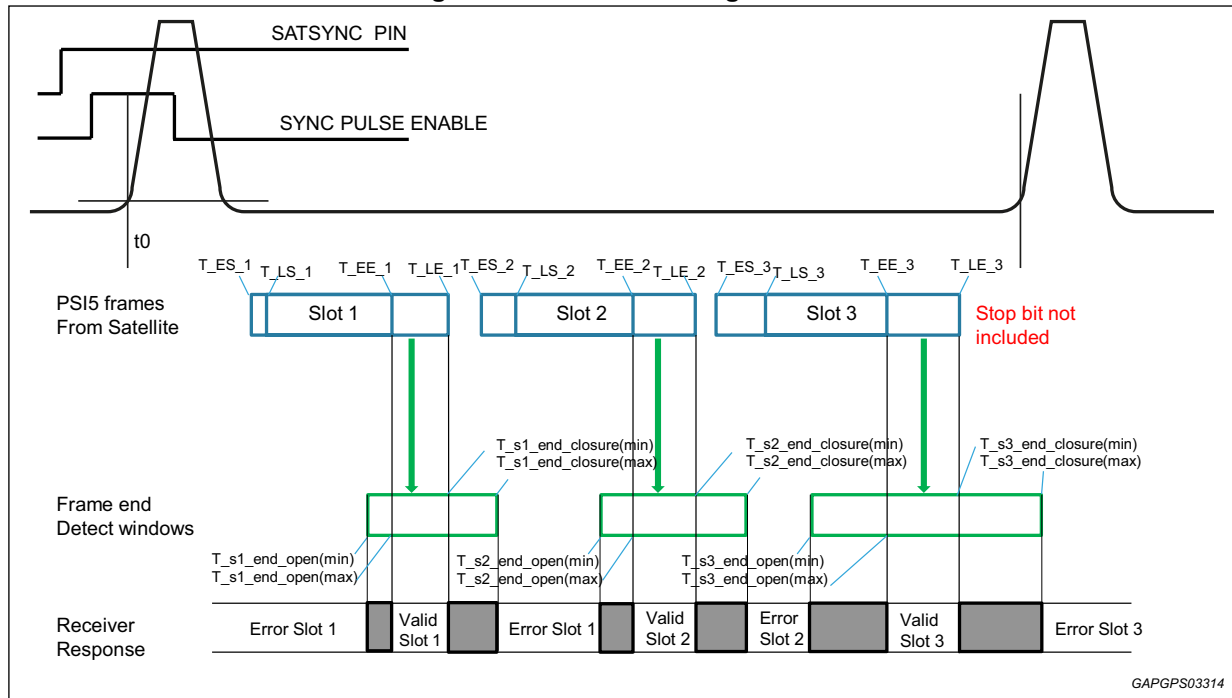 SATSYNC PIN
SYNC PULSE ENABLE
t0
T_ES_1
T_LS_1
T_EE_1
T_LE_1
T_ES_2
T_LS_2
T_EE_2
T_LE_2
T_ES_3
T_LS_3
T_EE_3
T_LE_3
PSI5 frames
From Satellite
Slot 1
Slot 2
Slot 3
Stop bit not
included
T_s1_end_closure(min)
T_s1_end_closure(max)
T_s2_end_closure(min)
T_s2_end_closure(max)
T_s3_end_closure(min)
T_s3_end_closure(max)
Frame end
Detect windows
T_s1_end_open(min)
T_s1_end_open(max)
T_s2_end_open(min)
T_s2_end_open(max)
T_s3_end_open(min)
T_s3_end_open(max)
Receiver
Response
Error Slot 1
Valid
Slot 1
Error Slot 1
Valid
Slot 2
Error
Slot 2
Valid
Slot 3
Error Slot 3
GAPGPS03314